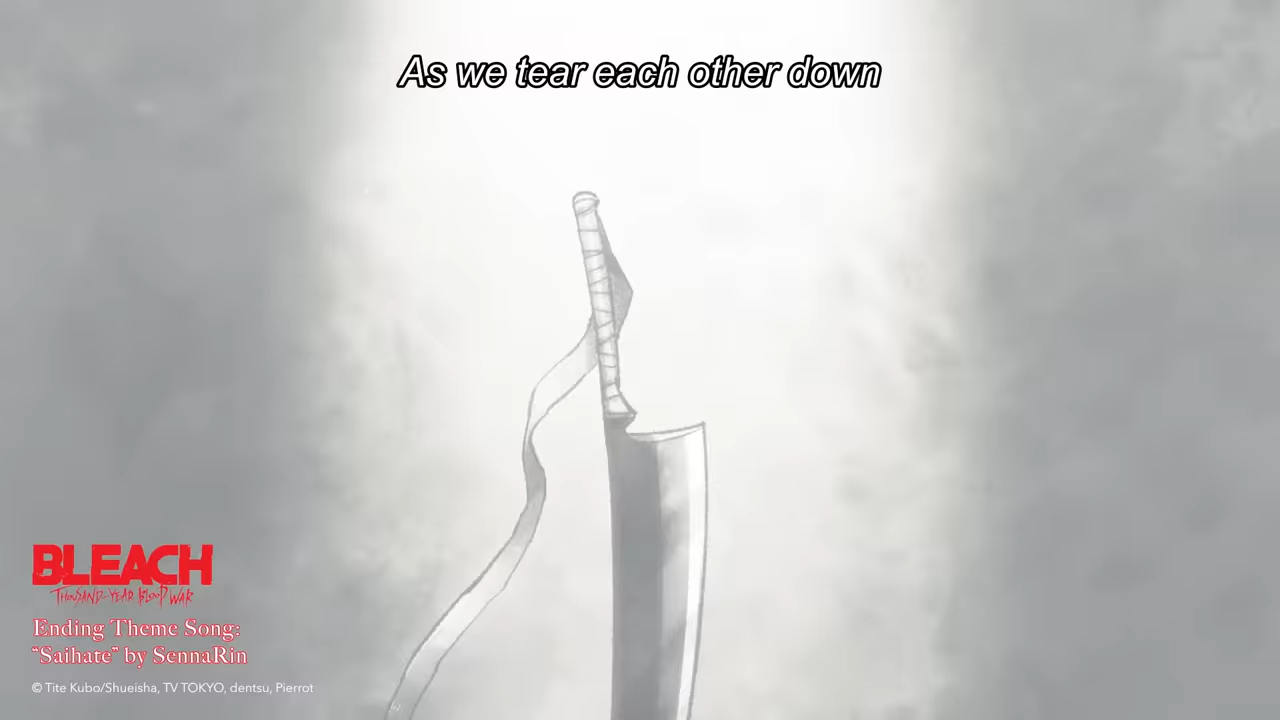 As we tear each other down
BLEACH
THOUSAND-YEAR BLOOD WAR
Ending Theme Song:
“Saihate” by SennaRin
© Tite Kubo/Shueisha, TV TOKYO, dentsu, Pierrot